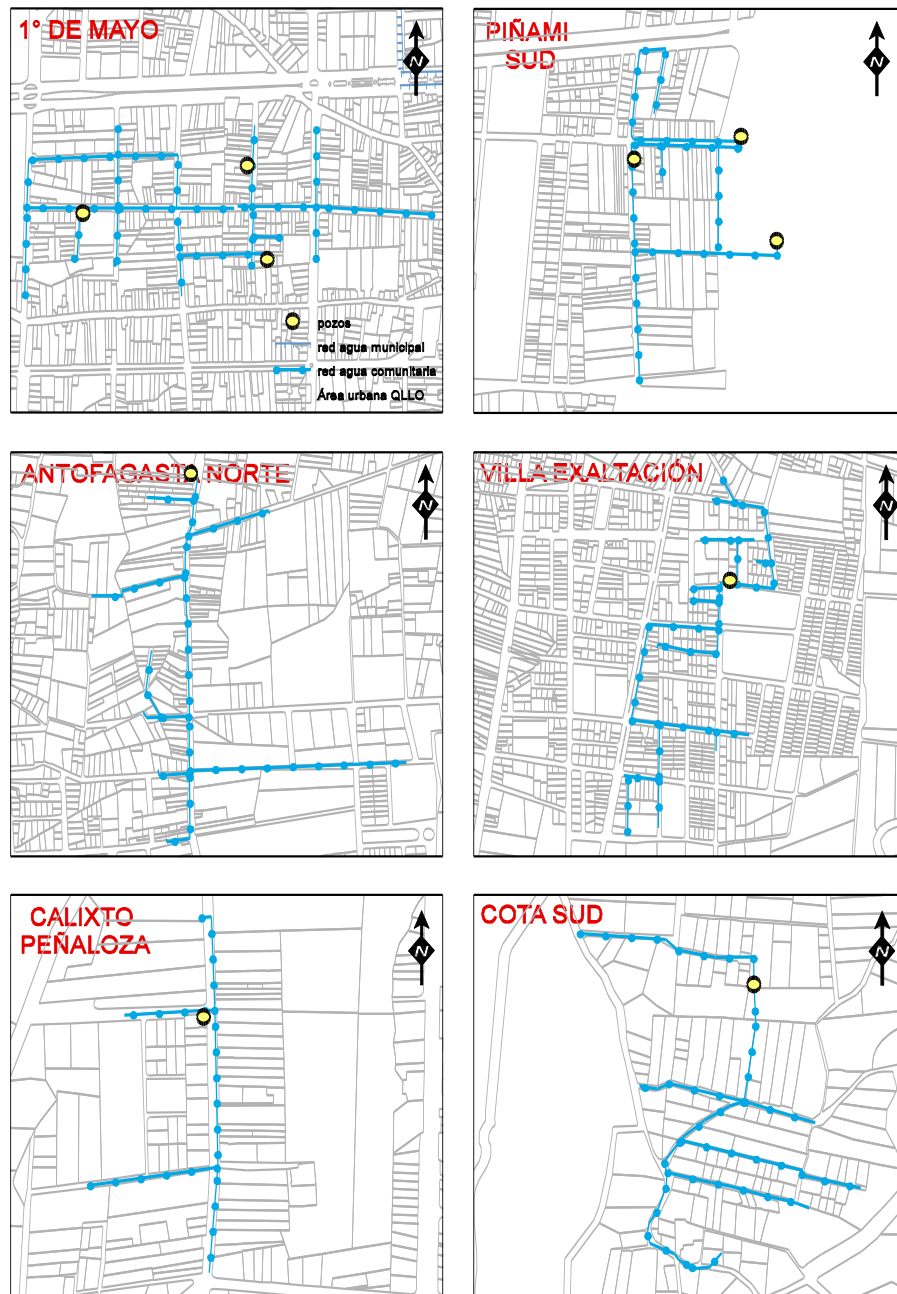 1° DE MAYO
N
pozos
red agua municipal
red agua comunitaria
Área urbana QLLO
PIÑAMI
SUD
N
ANTOFAGASTA NORTE
N
VILLA EXALTACIÓN
N
CALIXTO
PEÑALOZA
N
COTA SUD
N